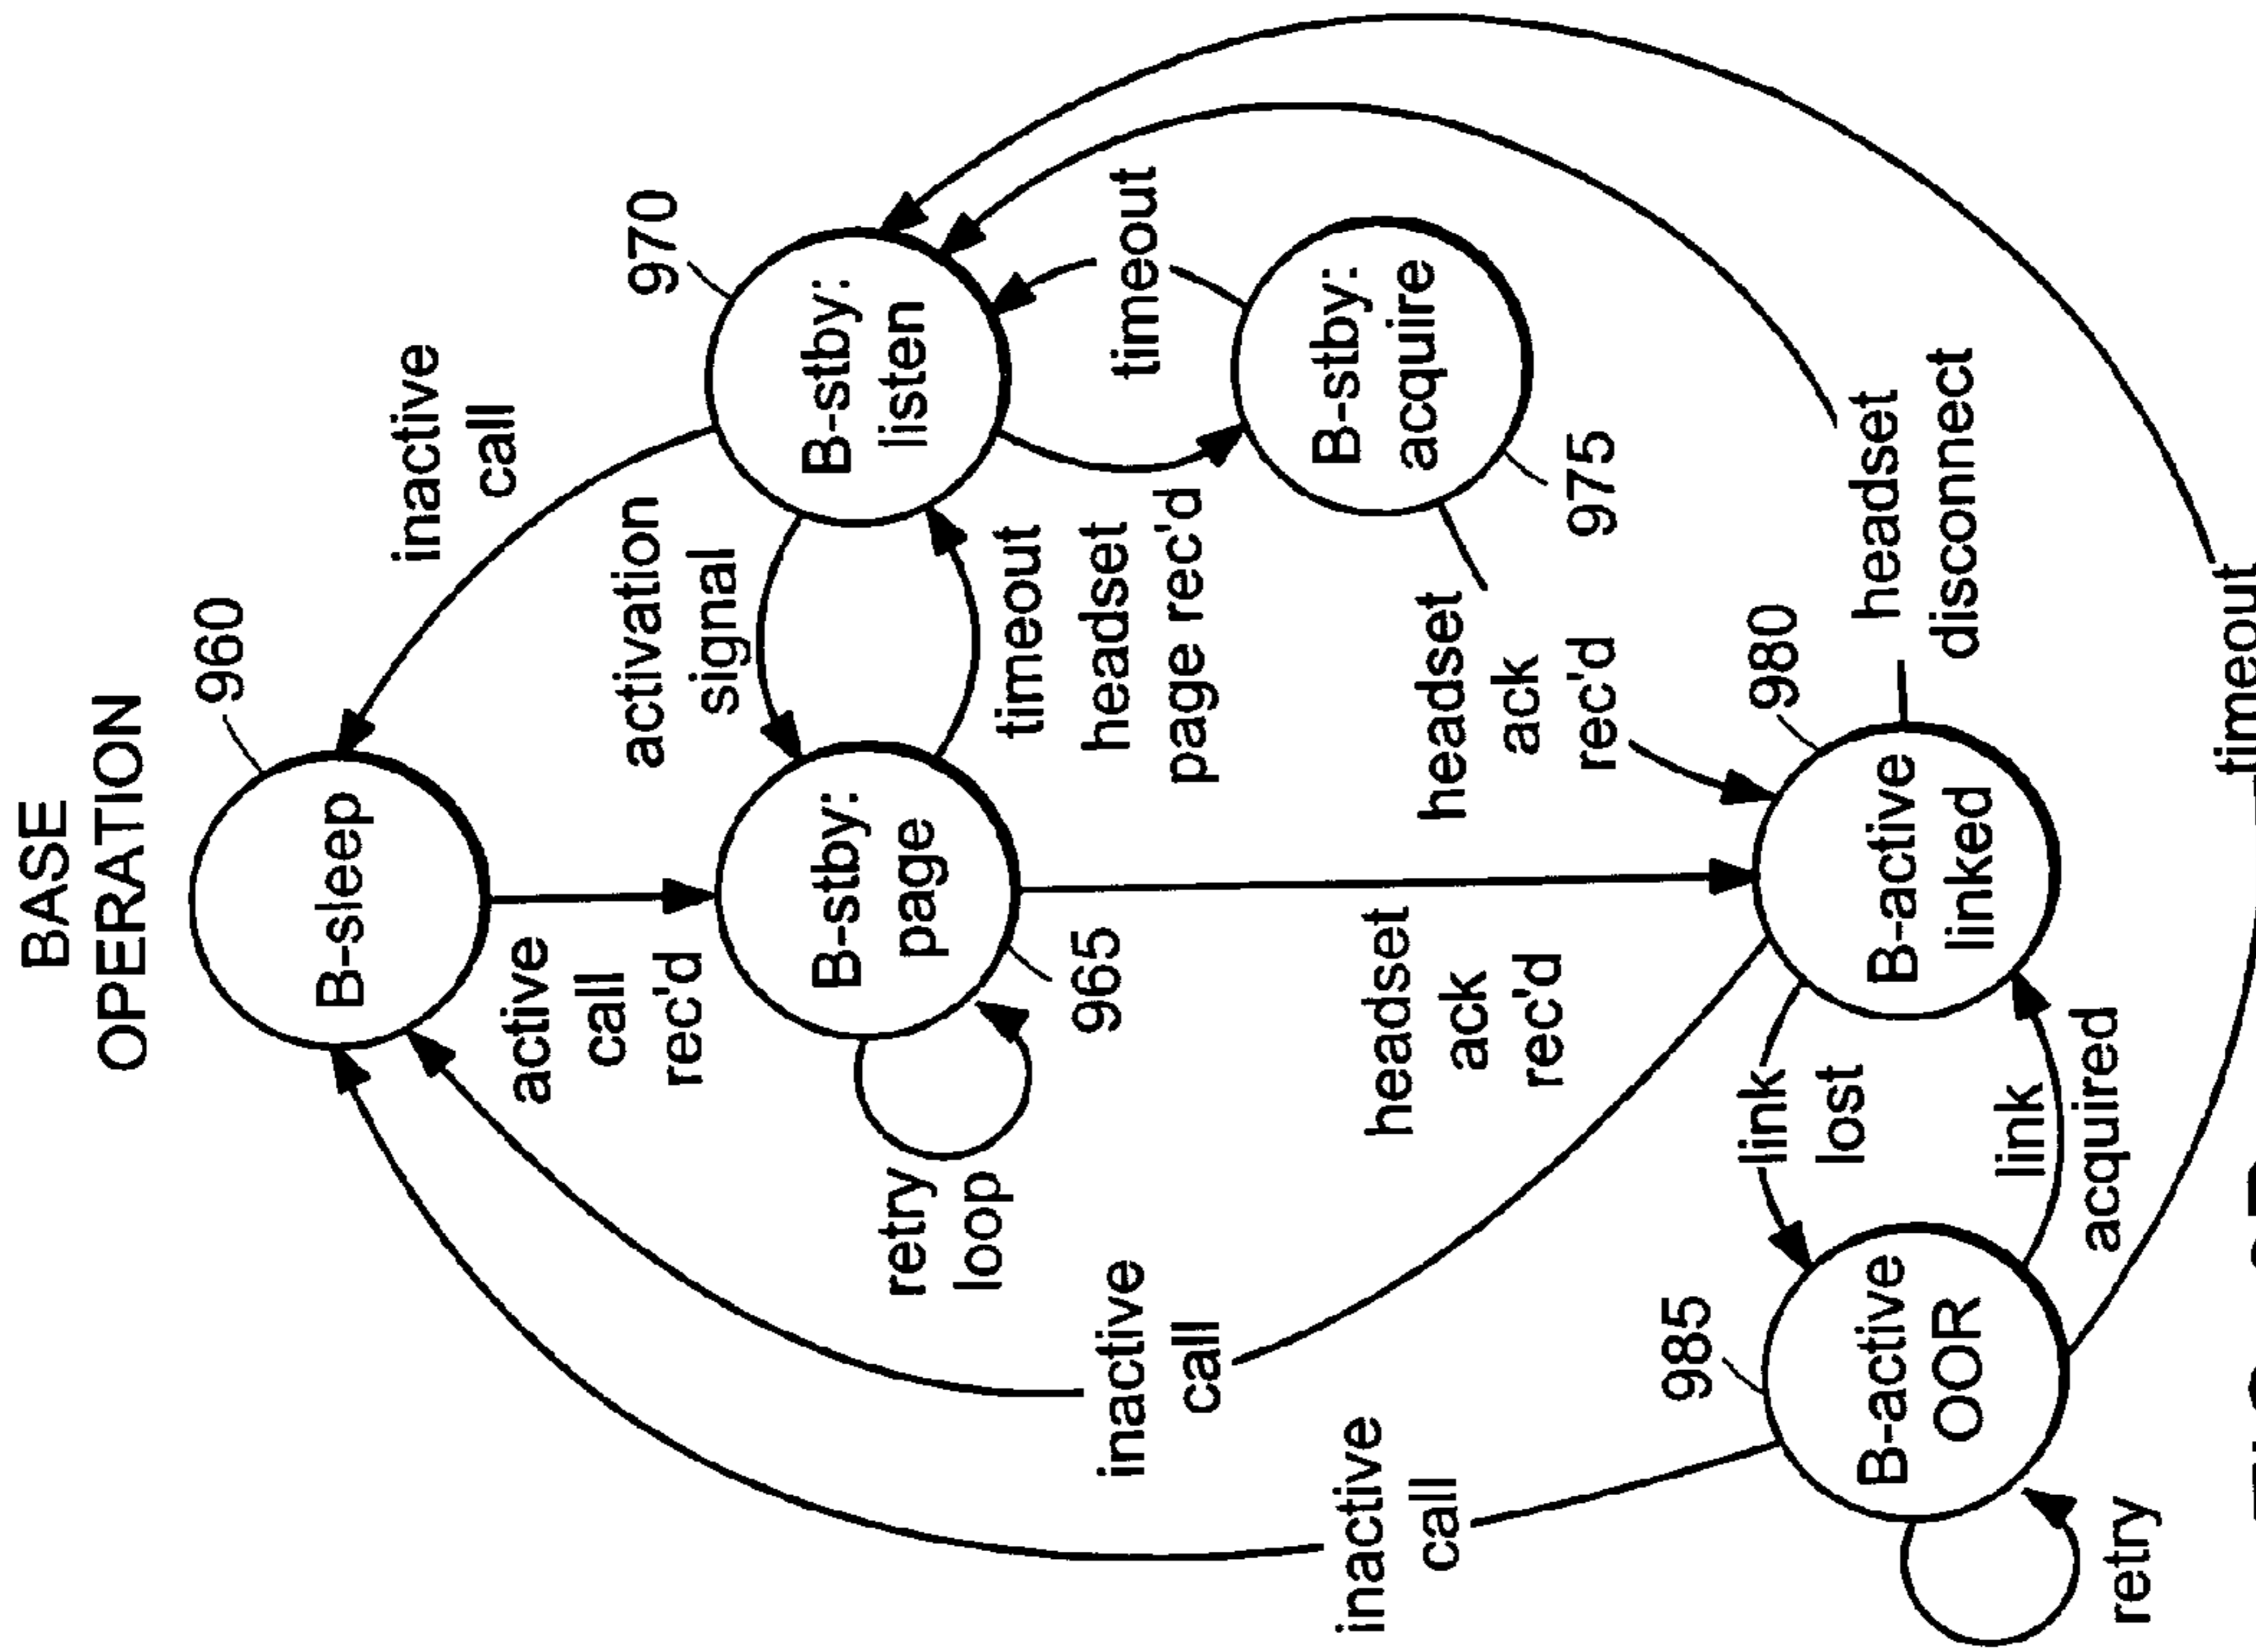 BASE
OPERATION
960
B-sleep
inactive
call
active
call
rec'd
activation
signal
970
B-stby:
page
B-stby:
listen
965
retry
loop
timeout
headset
page rec'd
timeout
B-stby:
acquire
975
inactive
call
headset
ack
rec'd
headset
ack
rec'd
inactive
call
985
link
lost
980
B-active
OOR
B-active
linked
headset
disconnect
link
acquired
retry
timeout